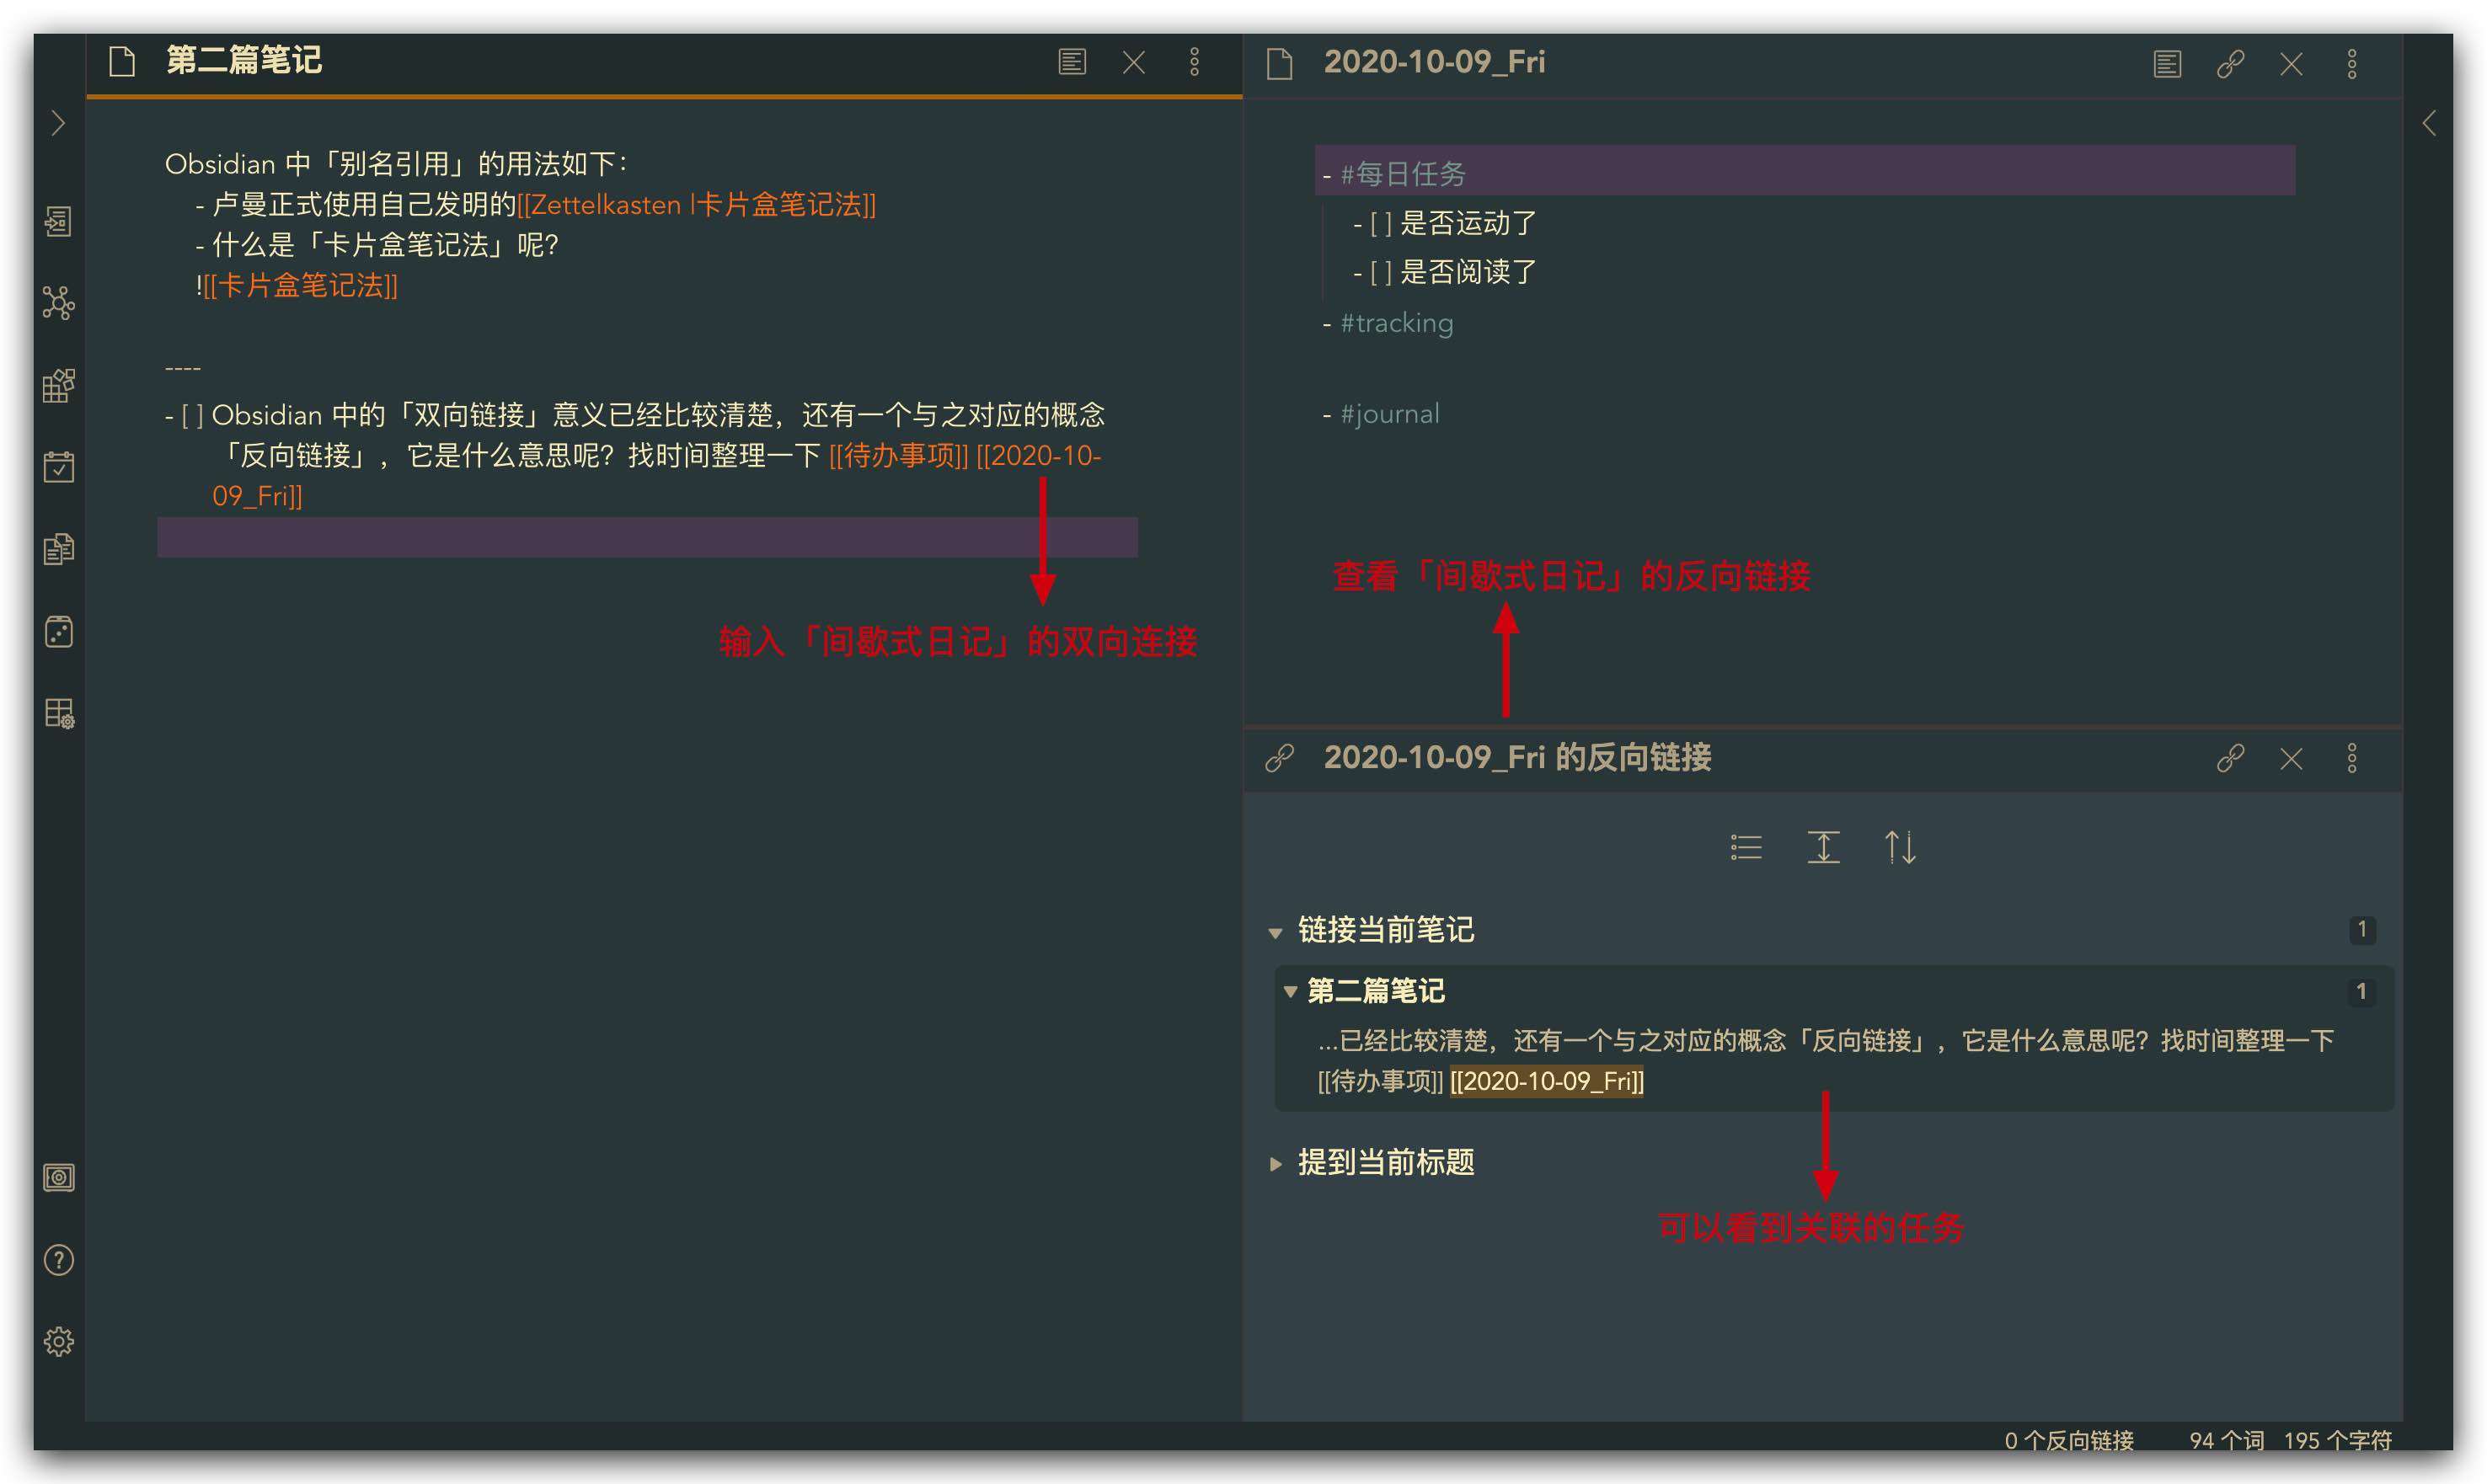 第二篇笔记
Obsidian 中「别名引用」的用法如下：
- 卢曼正式使用自己发明的[[Zettelkasten |卡片盒笔记法]]
- 什么是「卡片盒笔记法」呢？
![[卡片盒笔记法]]
----
- [ ] Obsidian 中的「双向链接」意义已经比较清楚，还有一个与之对应的概念
「反向链接」，它是什么意思呢？找时间整理一下 [[待办事项]] [[2020-10-
09_Fri]]
输入「间歇式日记」的双向连接
2020-10-09_Fri
- #每日任务
- [ ] 是否运动了
- [ ] 是否阅读了
- #tracking
- #journal
查看「间歇式日记」的反向链接
2020-10-09_Fri 的反向链接
链接当前笔记 1
第二篇笔记 1
...已经比较清楚，还有一个与之对应的概念「反向链接」，它是什么意思呢？找时间整理一下
[[待办事项]] [[2020-10-09_Fri]]
提到当前标题
可以看到关联的任务
0 个反向链接 94 个词 195 个字符